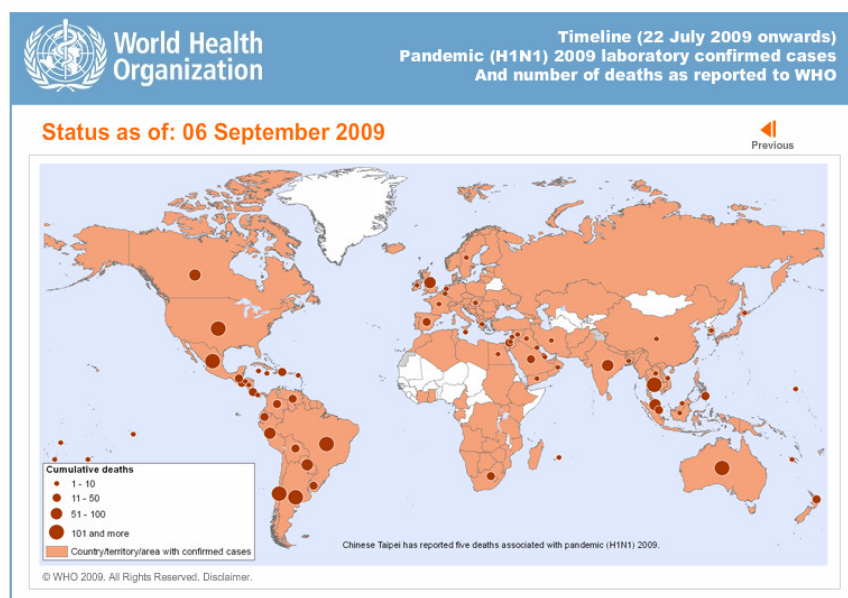 World Health
Organization
Timeline (22 July 2009 onwards)
Pandemic (H1N1) 2009 laboratory confirmed cases
And number of deaths as reported to WHO
Status as of: 06 September 2009
Previous
Cumulative deaths
1 - 10
11 - 50
51 - 100
101 and more
Country/territory/area with confirmed cases
Chinese Taipei has reported five deaths associated with pandemic (H1N1) 2009.
© WHO 2009. All Rights Reserved. Disclaimer.